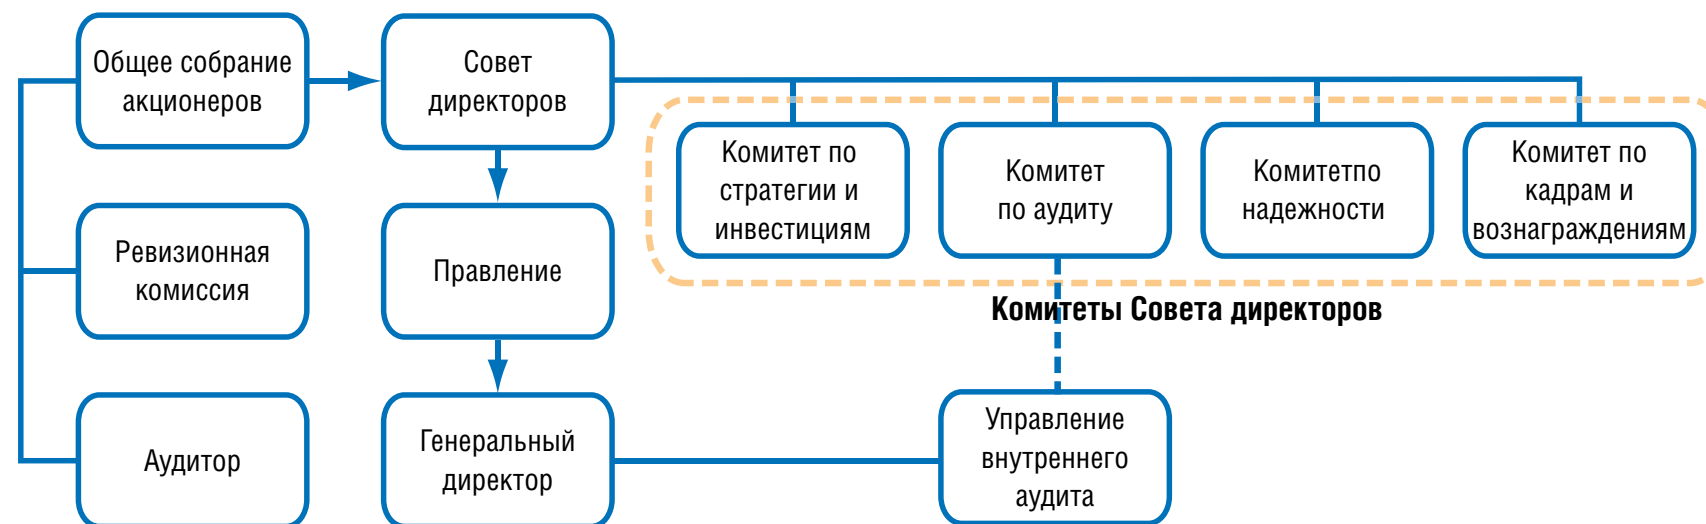 Общее собрание
акционеров
Совет
директоров
Комитет по
стратегии и
инвестициям
Комитет
по аудиту
Комитетпо
надежности
Комитет по
кадрам и
вознаграждениям
Ревизионная
комиссия
Правление
Комитеты Совета директоров
Аудитор
Генеральный
директор
Управление
внутреннего
аудита